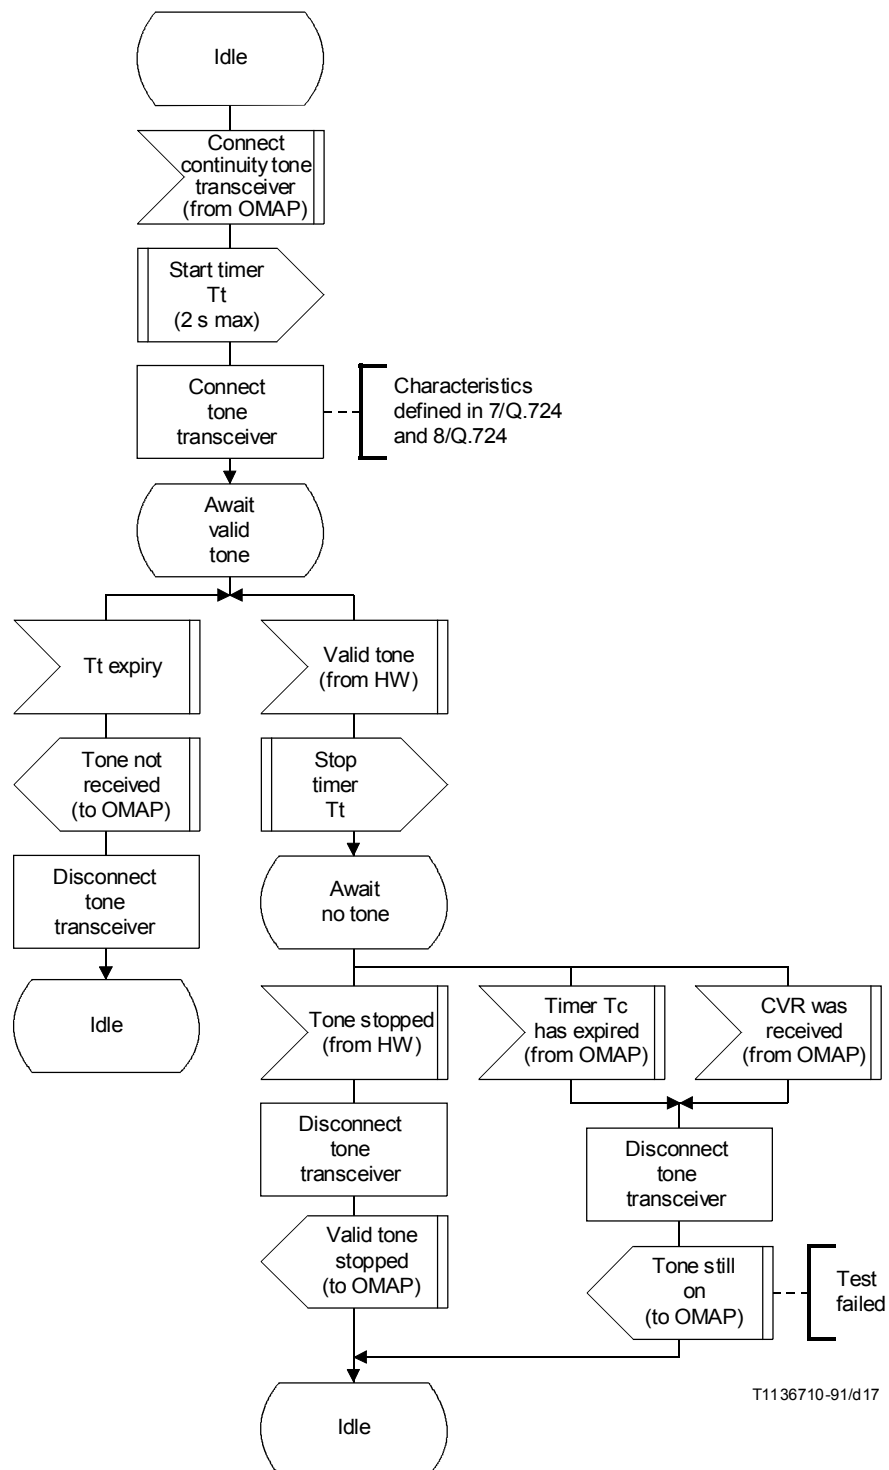 Idle
Connect
continuity tone
transceiver
(from OMAP)
Start timer
Tt
(2 s max)
Connect
tone
transceiver
Characteristics
defined in 7/Q.724
and 8/Q.724
Await
valid
tone
Tt expiry
Valid tone
(from HW)
Tone not
received
(to OMAP)
Stop
timer
Tt
Disconnect
tone
transceiver
Await
no tone
Idle
Tone stopped
(from HW)
Timer Tc
has expired
(from OMAP)
CVR was
received
(from OMAP)
Disconnect
tone
transceiver
Disconnect
tone
transceiver
Valid tone
stopped
(to OMAP)
Tone still
on
(to OMAP)
Test
failed
Idle
T1136710-91/d17